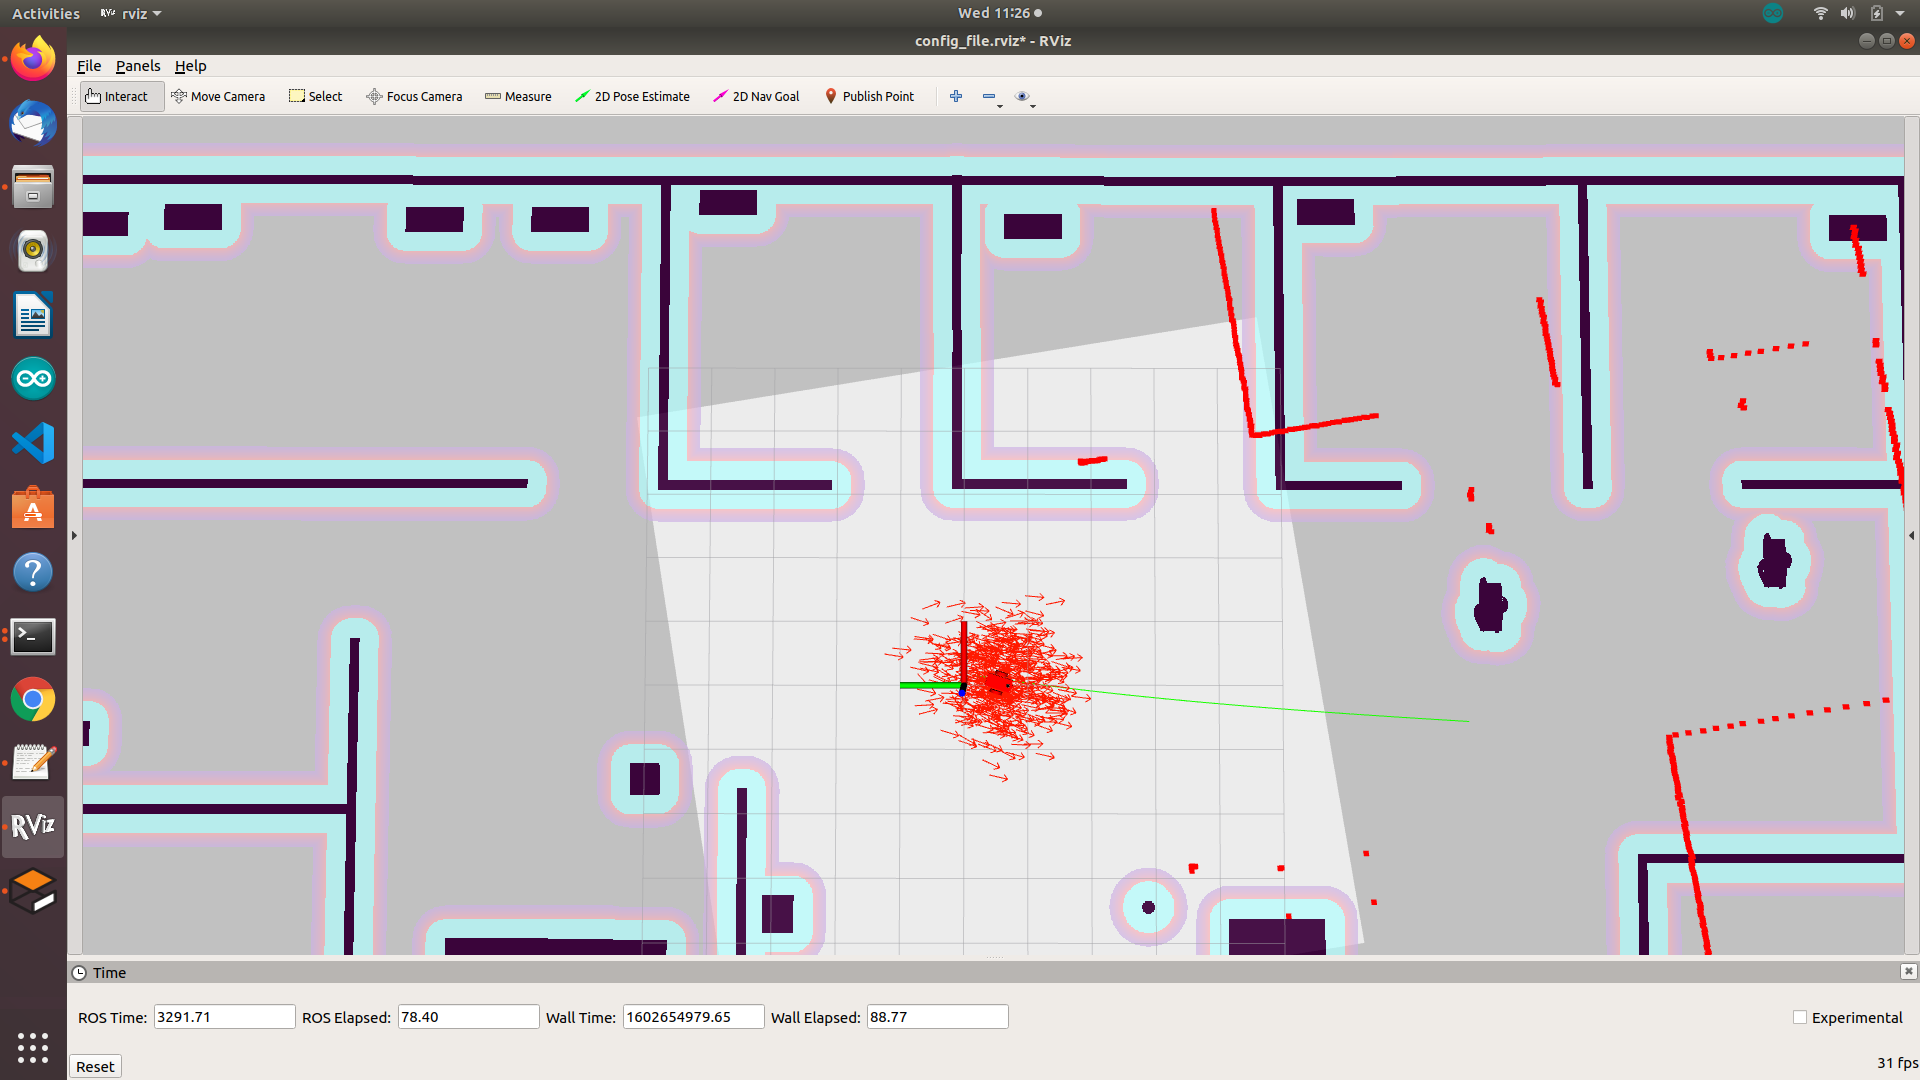 Activities RViz rviz Wed 11:26
config_file.rviz* - RViz
File Panels Help
Interact Move Camera Select Focus Camera Measure 2D Pose Estimate 2D Nav Goal Publish Point
RViz
Time
ROS Time: 3291.71 ROS Elapsed: 78.40 Wall Time: 1602654979.65 Wall Elapsed: 88.77 Experimental
Reset 31 fps